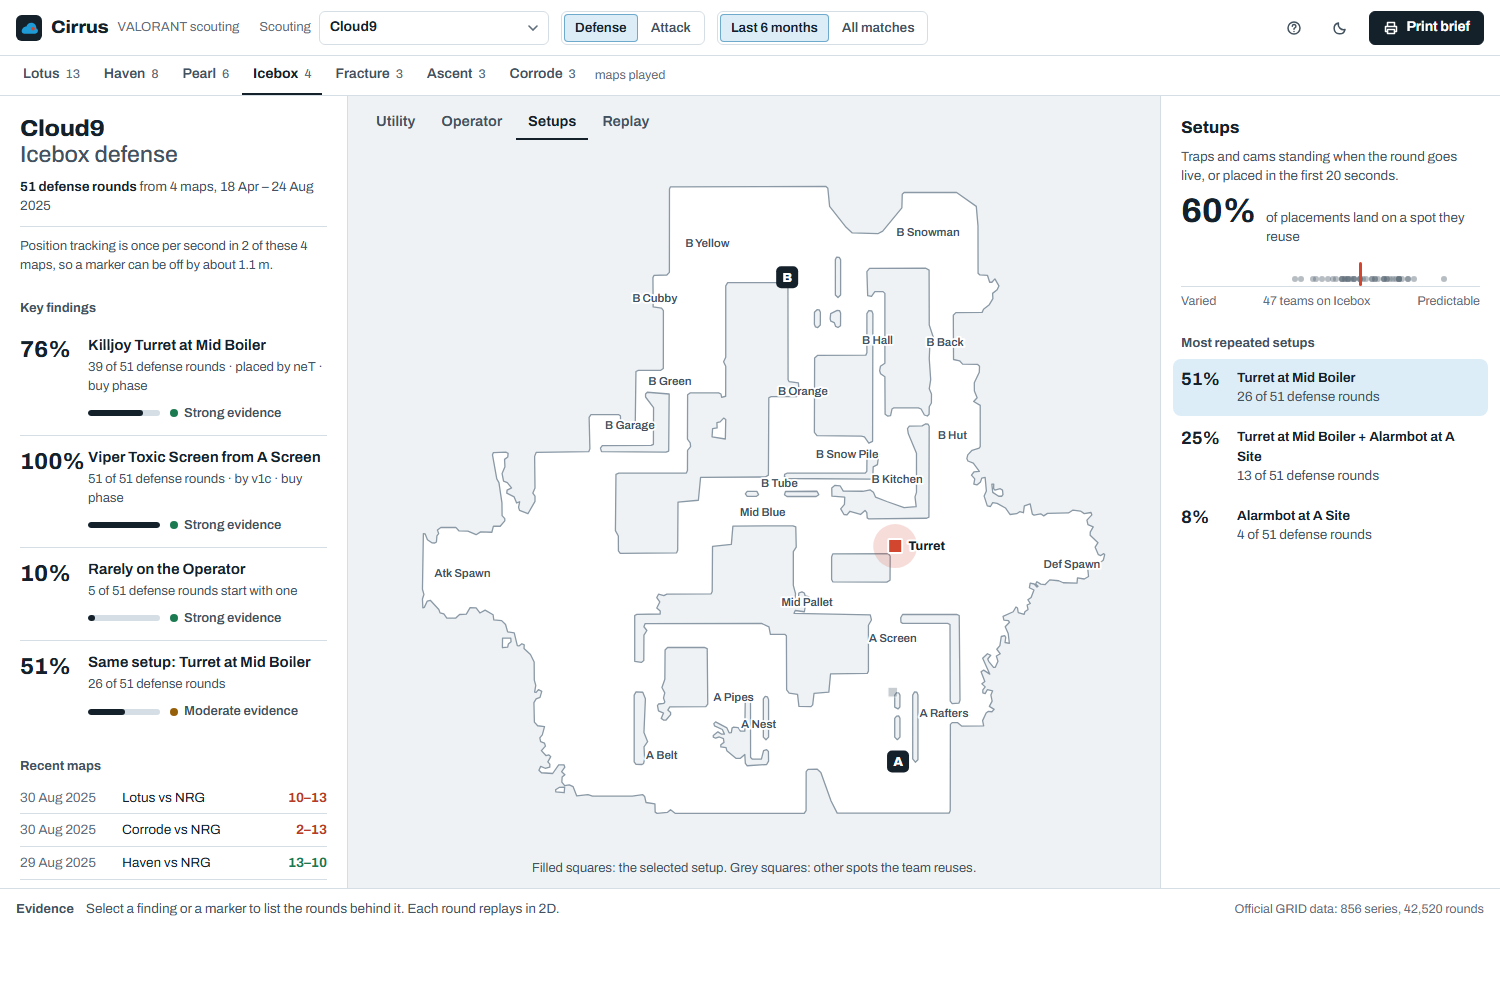 Cirrus VALORANT scouting Scouting Cloud9 Defense Attack Last 6 months All matches Print brief
Lotus 13 Haven 8 Pearl 6 Icebox 4 Fracture 3 Ascent 3 Corrode 3 maps played
Cloud9
Icebox defense
51 defense rounds from 4 maps, 18 Apr – 24 Aug
2025
Position tracking is once per second in 2 of these 4
maps, so a marker can be off by about 1.1 m.
Key findings
76% Killjoy Turret at Mid Boiler
39 of 51 defense rounds · placed by neT ·
buy phase
Strong evidence
100% Viper Toxic Screen from A Screen
51 of 51 defense rounds · by v1c · buy
phase
Strong evidence
10% Rarely on the Operator
5 of 51 defense rounds start with one
Strong evidence
51% Same setup: Turret at Mid Boiler
26 of 51 defense rounds
Moderate evidence
Recent maps
30 Aug 2025 Lotus vs NRG 10–13
30 Aug 2025 Corrode vs NRG 2–13
29 Aug 2025 Haven vs NRG 13–10
Utility Operator Setups Replay
B Snowman
B Yellow
B
B Cubby
B Hall
B Back
B Green
B Orange
B Garage
B Hut
B Snow Pile
B Kitchen
B Tube
Mid Blue
Turret
Def Spawn
Atk Spawn
Mid Pallet
A Screen
A Pipes
A Rafters
A Nest
A Belt
A
Filled squares: the selected setup. Grey squares: other spots the team reuses.
Setups
Traps and cams standing when the round goes
live, or placed in the first 20 seconds.
60% of placements land on a spot they
reuse
Varied 47 teams on Icebox Predictable
Most repeated setups
51% Turret at Mid Boiler
26 of 51 defense rounds
25% Turret at Mid Boiler + Alarmbot at A
Site
13 of 51 defense rounds
8% Alarmbot at A Site
4 of 51 defense rounds
Evidence Select a finding or a marker to list the rounds behind it. Each round replays in 2D.
Official GRID data: 856 series, 42,520 rounds